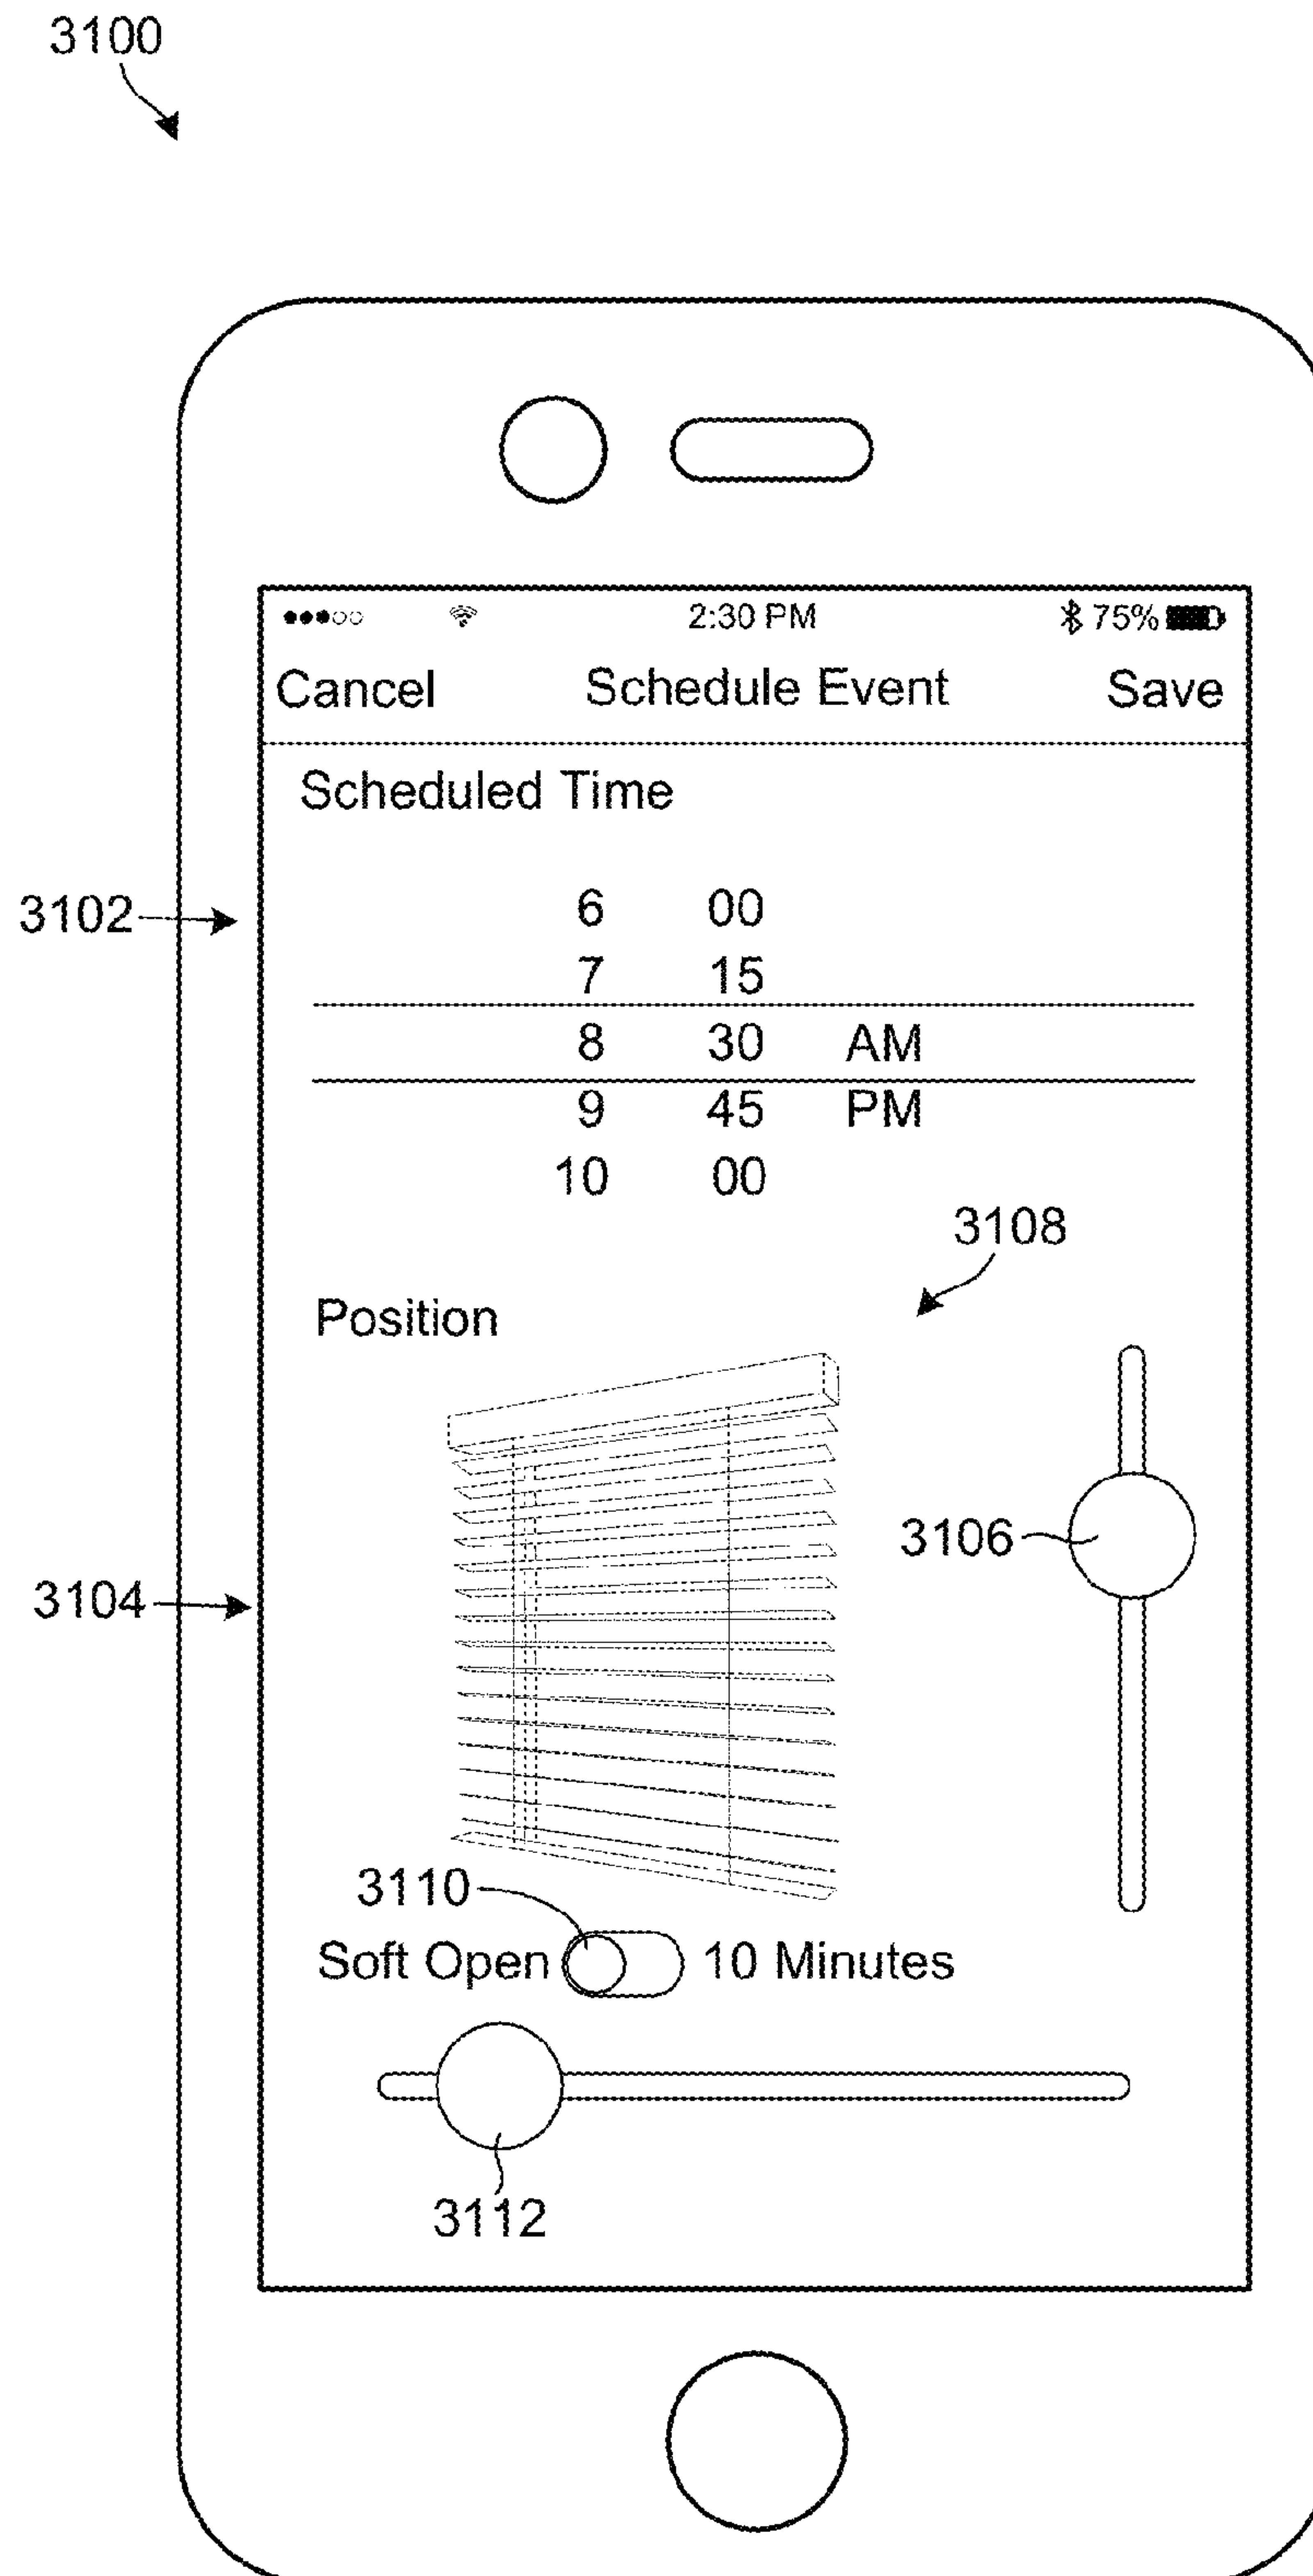 3100
2:30 PM 75%
Cancel Schedule Event Save
Scheduled Time
3102
6 00
7 15
8 30 AM
9 45 PM
10 00
3108
Position
3106
3104
3110
Soft Open 10 Minutes
3112